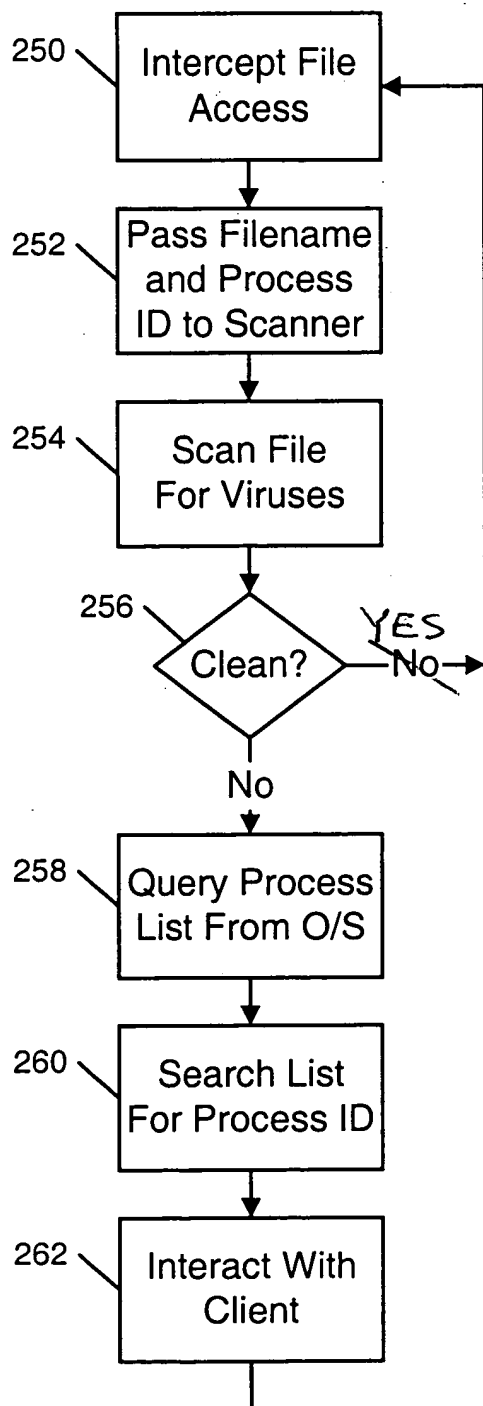 250
Intercept File
Access
252
Pass Filename
and Process
ID to Scanner
254
Scan File
For Viruses
256
Clean?
YES
No
No
258
Query Process
List From O/S
260
Search List
For Process ID
262
Interact With
Client